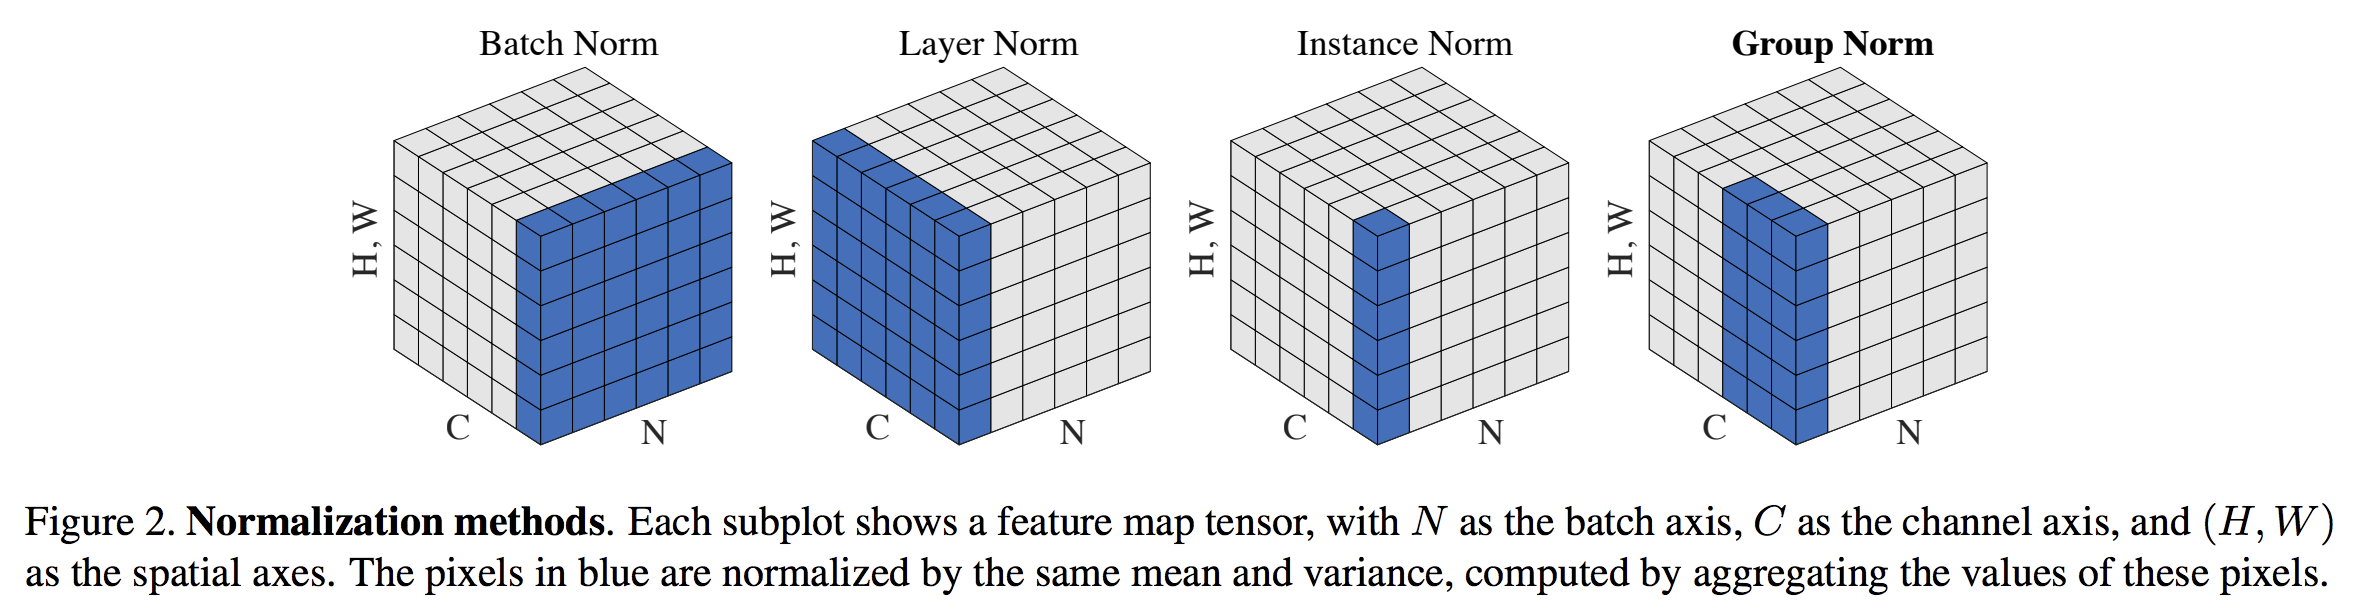 Batch Norm
Layer Norm
Instance Norm
Group Norm
H, W
C
N
H, W
C
N
H, W
C
N
H, W
C
N
Figure 2. Normalization methods. Each subplot shows a feature map tensor, with N as the batch axis, C as the channel axis, and (H, W)
as the spatial axes. The pixels in blue are normalized by the same mean and variance, computed by aggregating the values of these pixels.